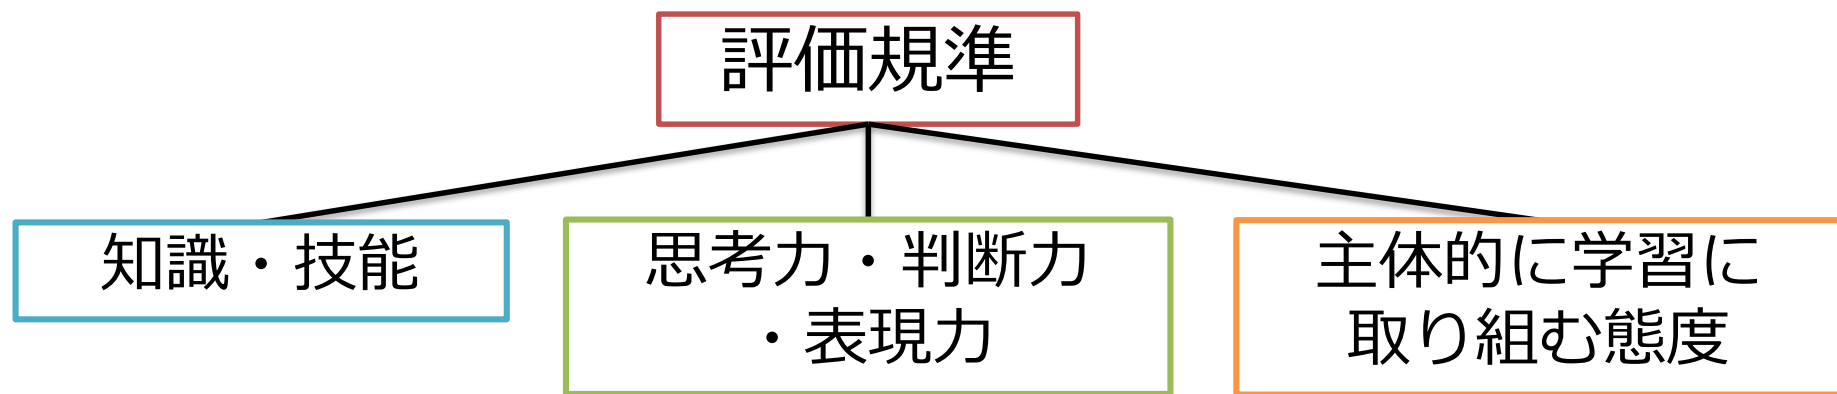 評価規準
知識・技能
思考力・判断力
・表現力
主体的に学習に
取り組む態度